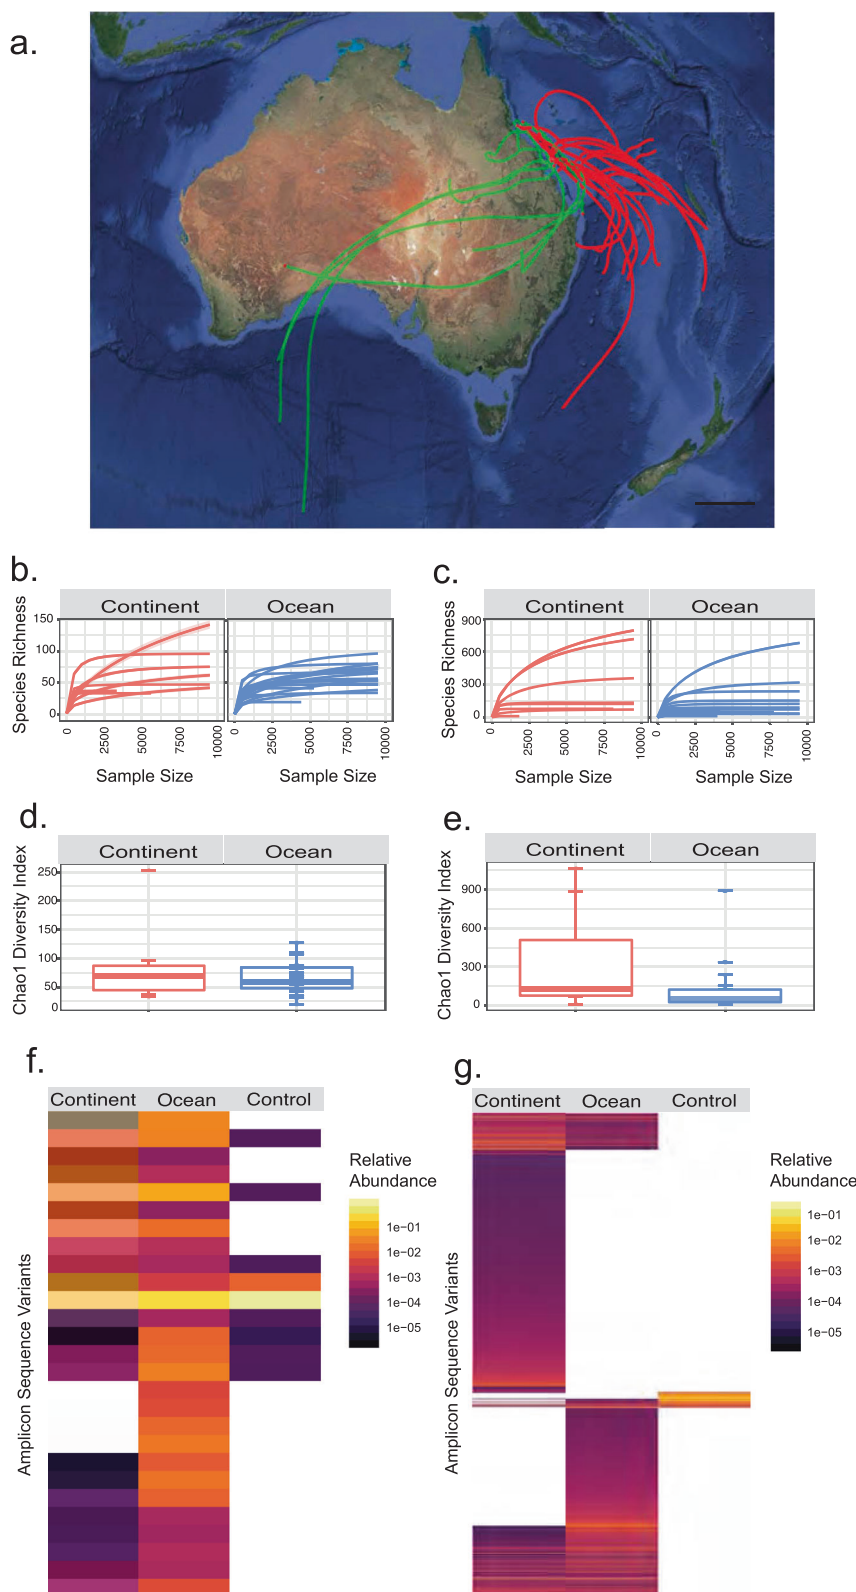 a.
b.
Continent
Ocean
Species Richness
150
100
50
0
0
2500
5000
7500
10000
0
2500
5000
7500
10000
Sample Size
Sample Size
c.
Continent
Ocean
Species Richness
900
600
300
0
0
2500
5000
7500
10000
0
2500
5000
7500
10000
Sample Size
Sample Size
d.
Continent
Ocean
Chao1 Diversity Index
250
200
150
100
50
0
e.
Continent
Ocean
Chao1 Diversity Index
900
600
300
0
f.
Continent
Ocean
Control
Amplicon Sequence Variants
Relative
Abundance
1e−01
1e−02
1e−03
1e−04
1e−05
g.
Continent
Ocean
Control
Amplicon Sequence Variants
Relative
Abundance
1e−01
1e−02
1e−03
1e−04
1e−05